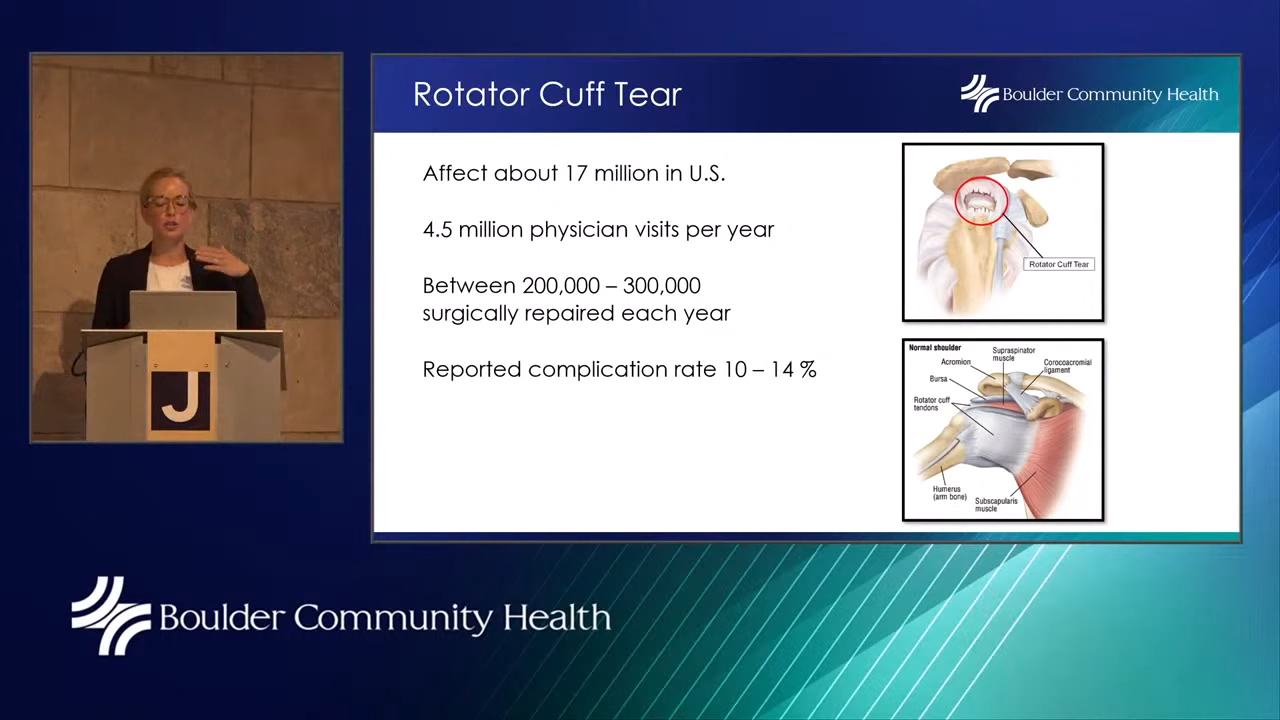 Rotator Cuff Tear
Boulder Community Health
Affect about 17 million in U.S.
4.5 million physician visits per year
Between 200,000 – 300,000
surgically repaired each year
Reported complication rate 10 – 14 %
Rotator Cuff Tear
Normal shoulder
Supraspinator
muscle
Acromion
Corocoacromial
ligament
Bursa
Rotator cuff
tendons
Humerus
(arm bone)
Subscapularis
muscle
J
Boulder Community Health